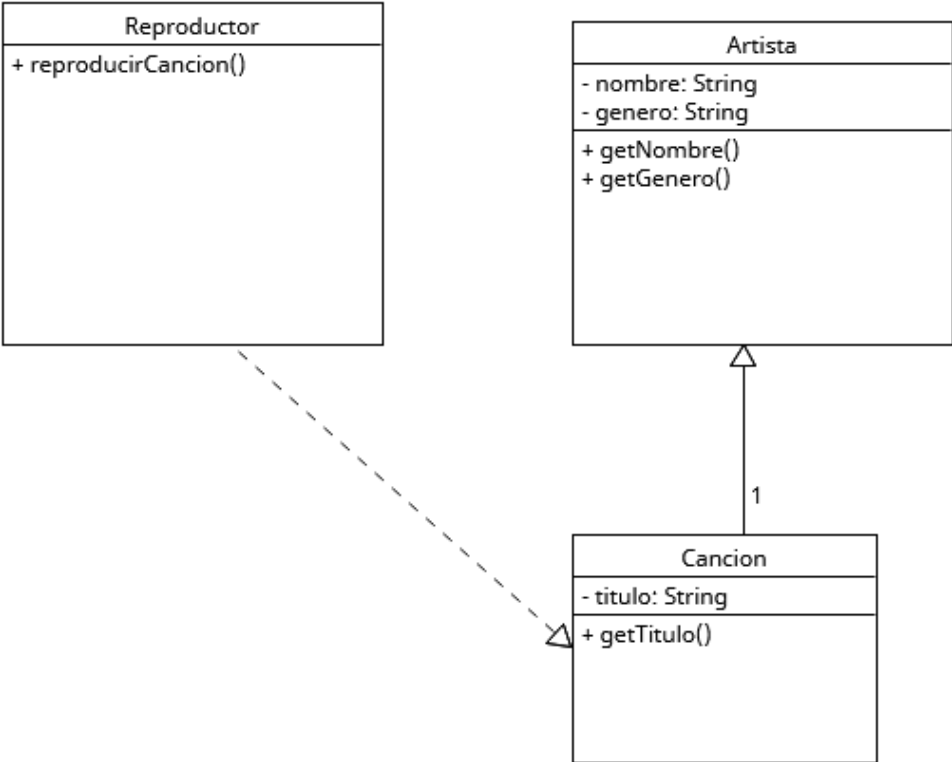 Reproductor
+ reproducirCancion()
Artista
- nombre: String
- genero: String
+ getNombre()
+ getGenero()
1
Cancion
- titulo: String
+ getTitulo()